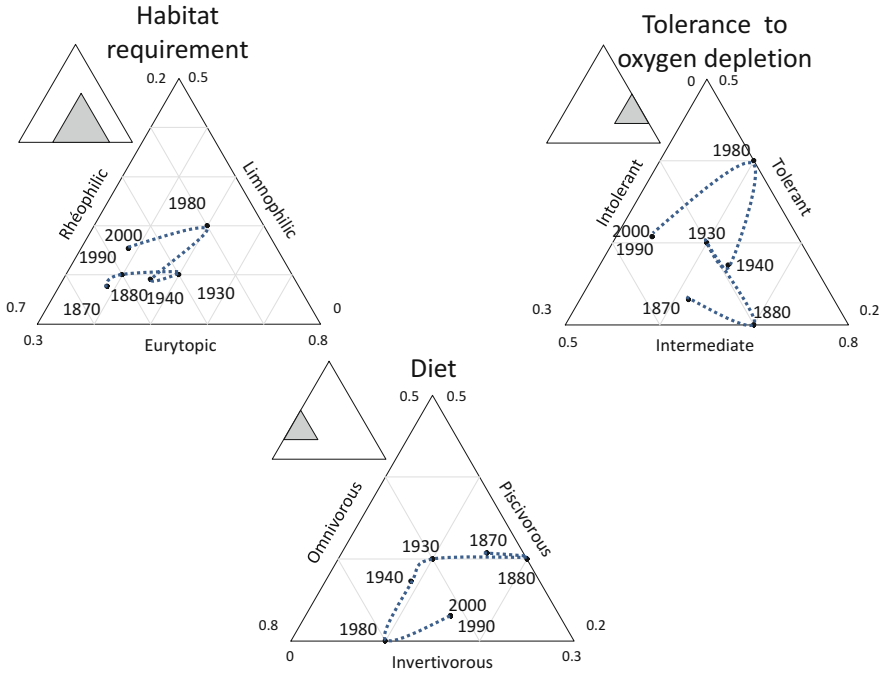 Habitat
requirement
0.2 0.5
Rhéophilic
Limnophilic
1980
2000
1990
1870
1880
1940
1930
0.7
0
0.3
Eurytopic
0.8
Tolerance to
oxygen depletion
0 0.5
Intolerant
Tolerant
1980
2000
1990
1930
1940
1870
1880
0.3
0.2
0.5
Intermediate
0.8
Diet
0.5 0.5
Omnivorous
Piscivorous
1930
1870
1940
1880
1980
2000
1990
0.8
0.2
0
Invertivorous
0.3